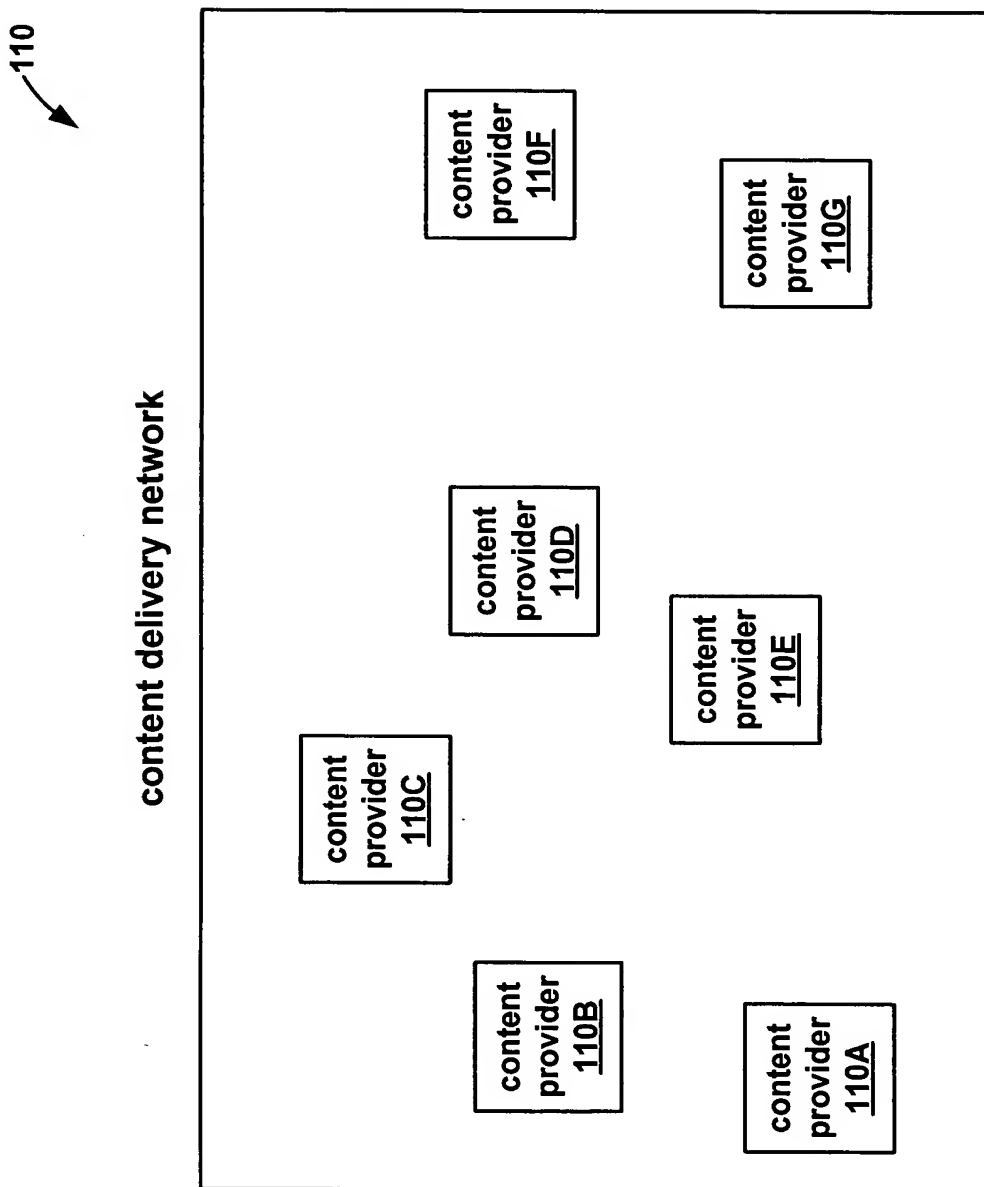 110
content delivery network
content
provider
110C
content
provider
110F
content
provider
110D
content
provider
110B
content
provider
110E
content
provider
110G
content
provider
110A